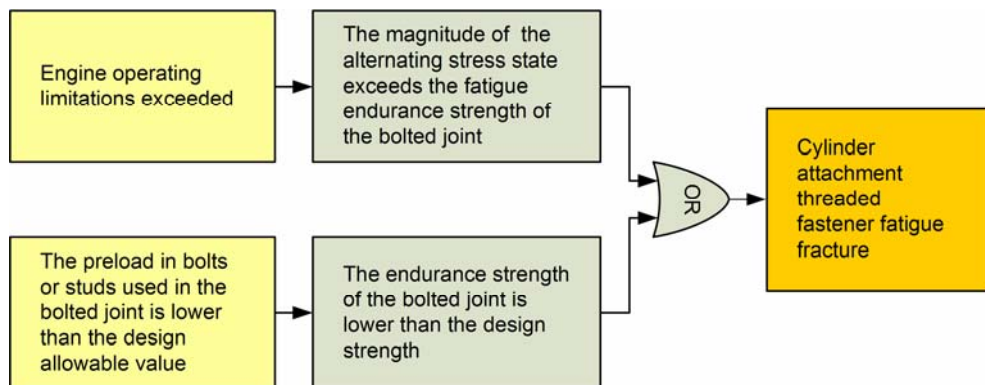 Engine operating
limitations exceeded
The magnitude of the
alternating stress state
exceeds the fatigue
endurance strength of
the bolted joint
The preload in bolts
or studs used in the
bolted joint is lower
than the design
allowable value
The endurance strength
of the bolted joint is
lower than the design
strength
OR
Cylinder
attachment
threaded
fastener fatigue
fracture